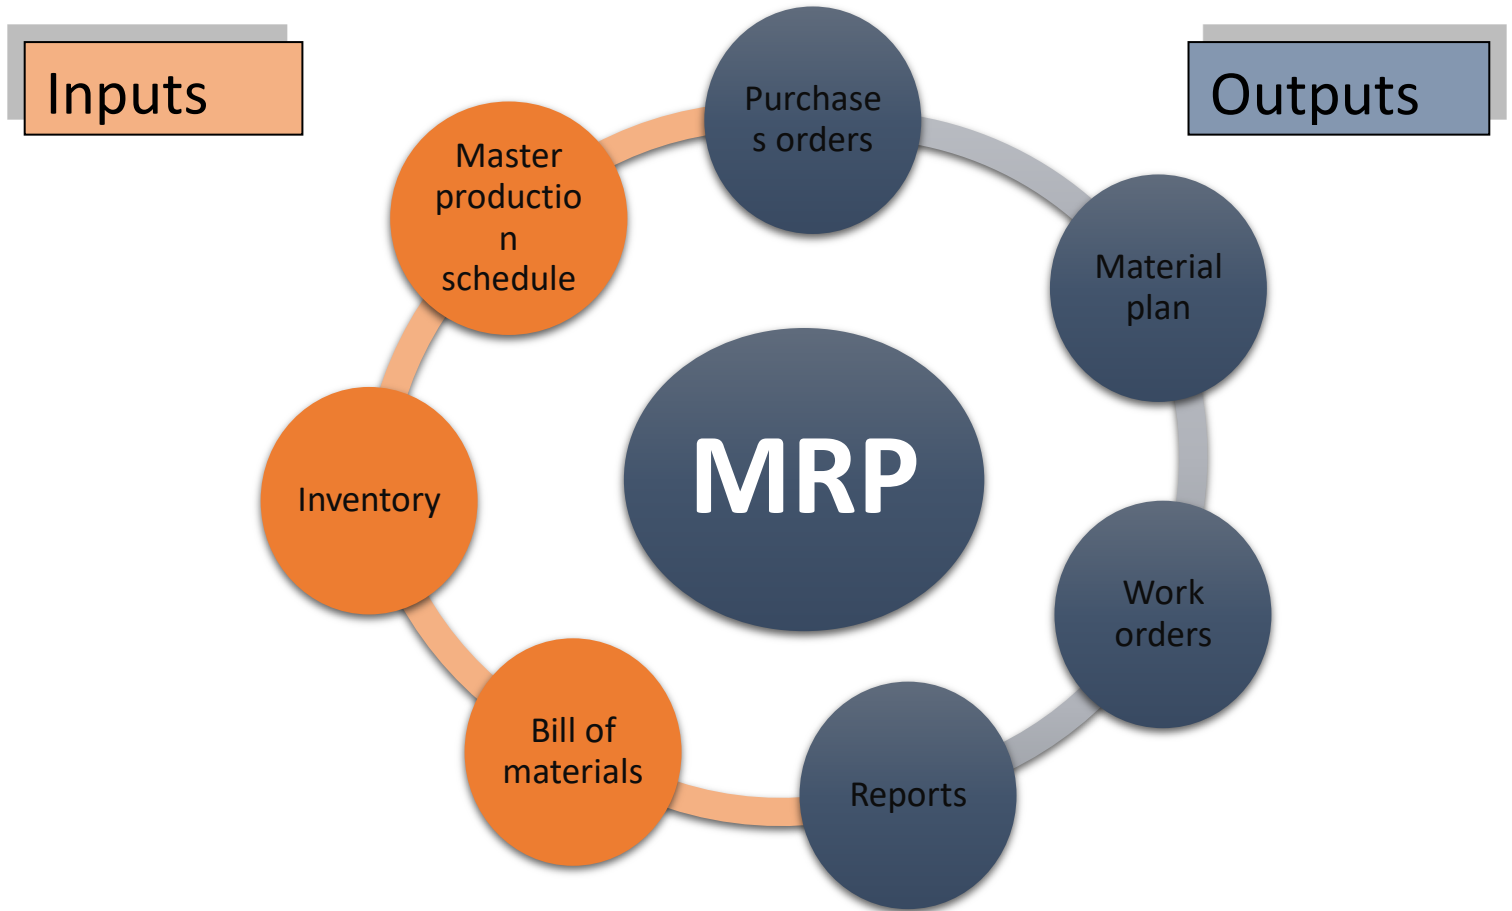 Inputs
Outputs
Purchase
s orders
Master
productio
n
schedule
Material
plan
Inventory
MRP
Work
orders
Bill of
materials
Reports